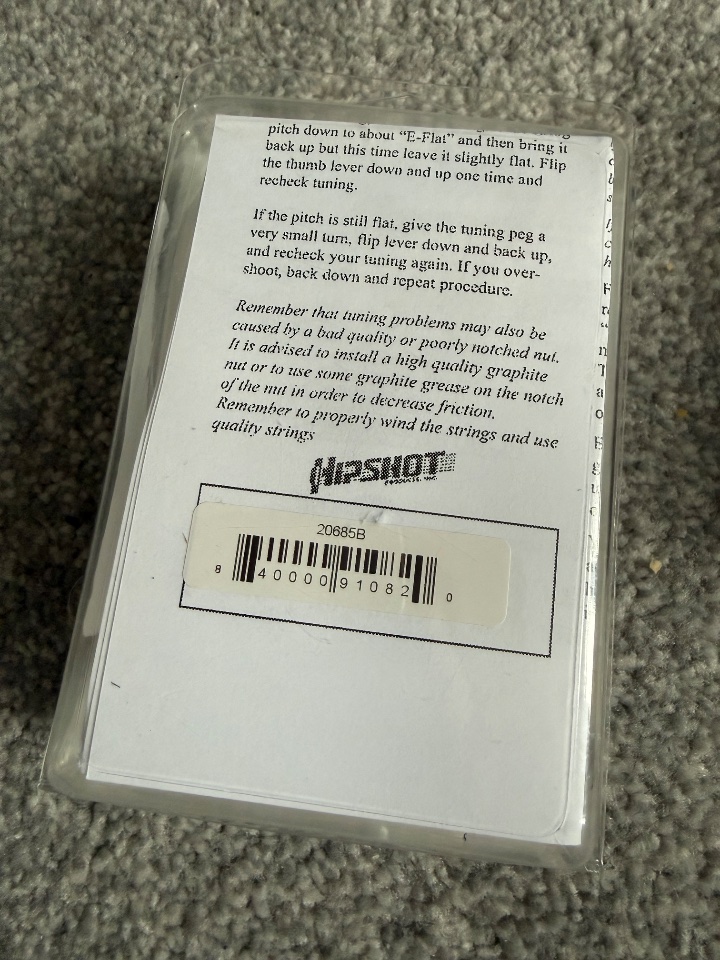 pitch down to about “E-Flat” and then bring it
back up but this time leave it slightly flat. Flip
the thumb lever down and up one time and
recheck tuning.
If the pitch is still flat, give the tuning peg a
very small turn, flip lever down and back up,
and recheck your tuning again. If you over-
shoot, back down and repeat procedure.
Remember that tuning problems may also be
caused by a bad quality or poorly notched nut.
It is advised to install a high quality graphite
nut or to use some graphite grease on the notch
of the nut in order to decrease friction.
Remember to properly wind the strings and use
quality strings
HIPSHOT
PRODUCTS, INC.
20685B
8 40000 91082 0